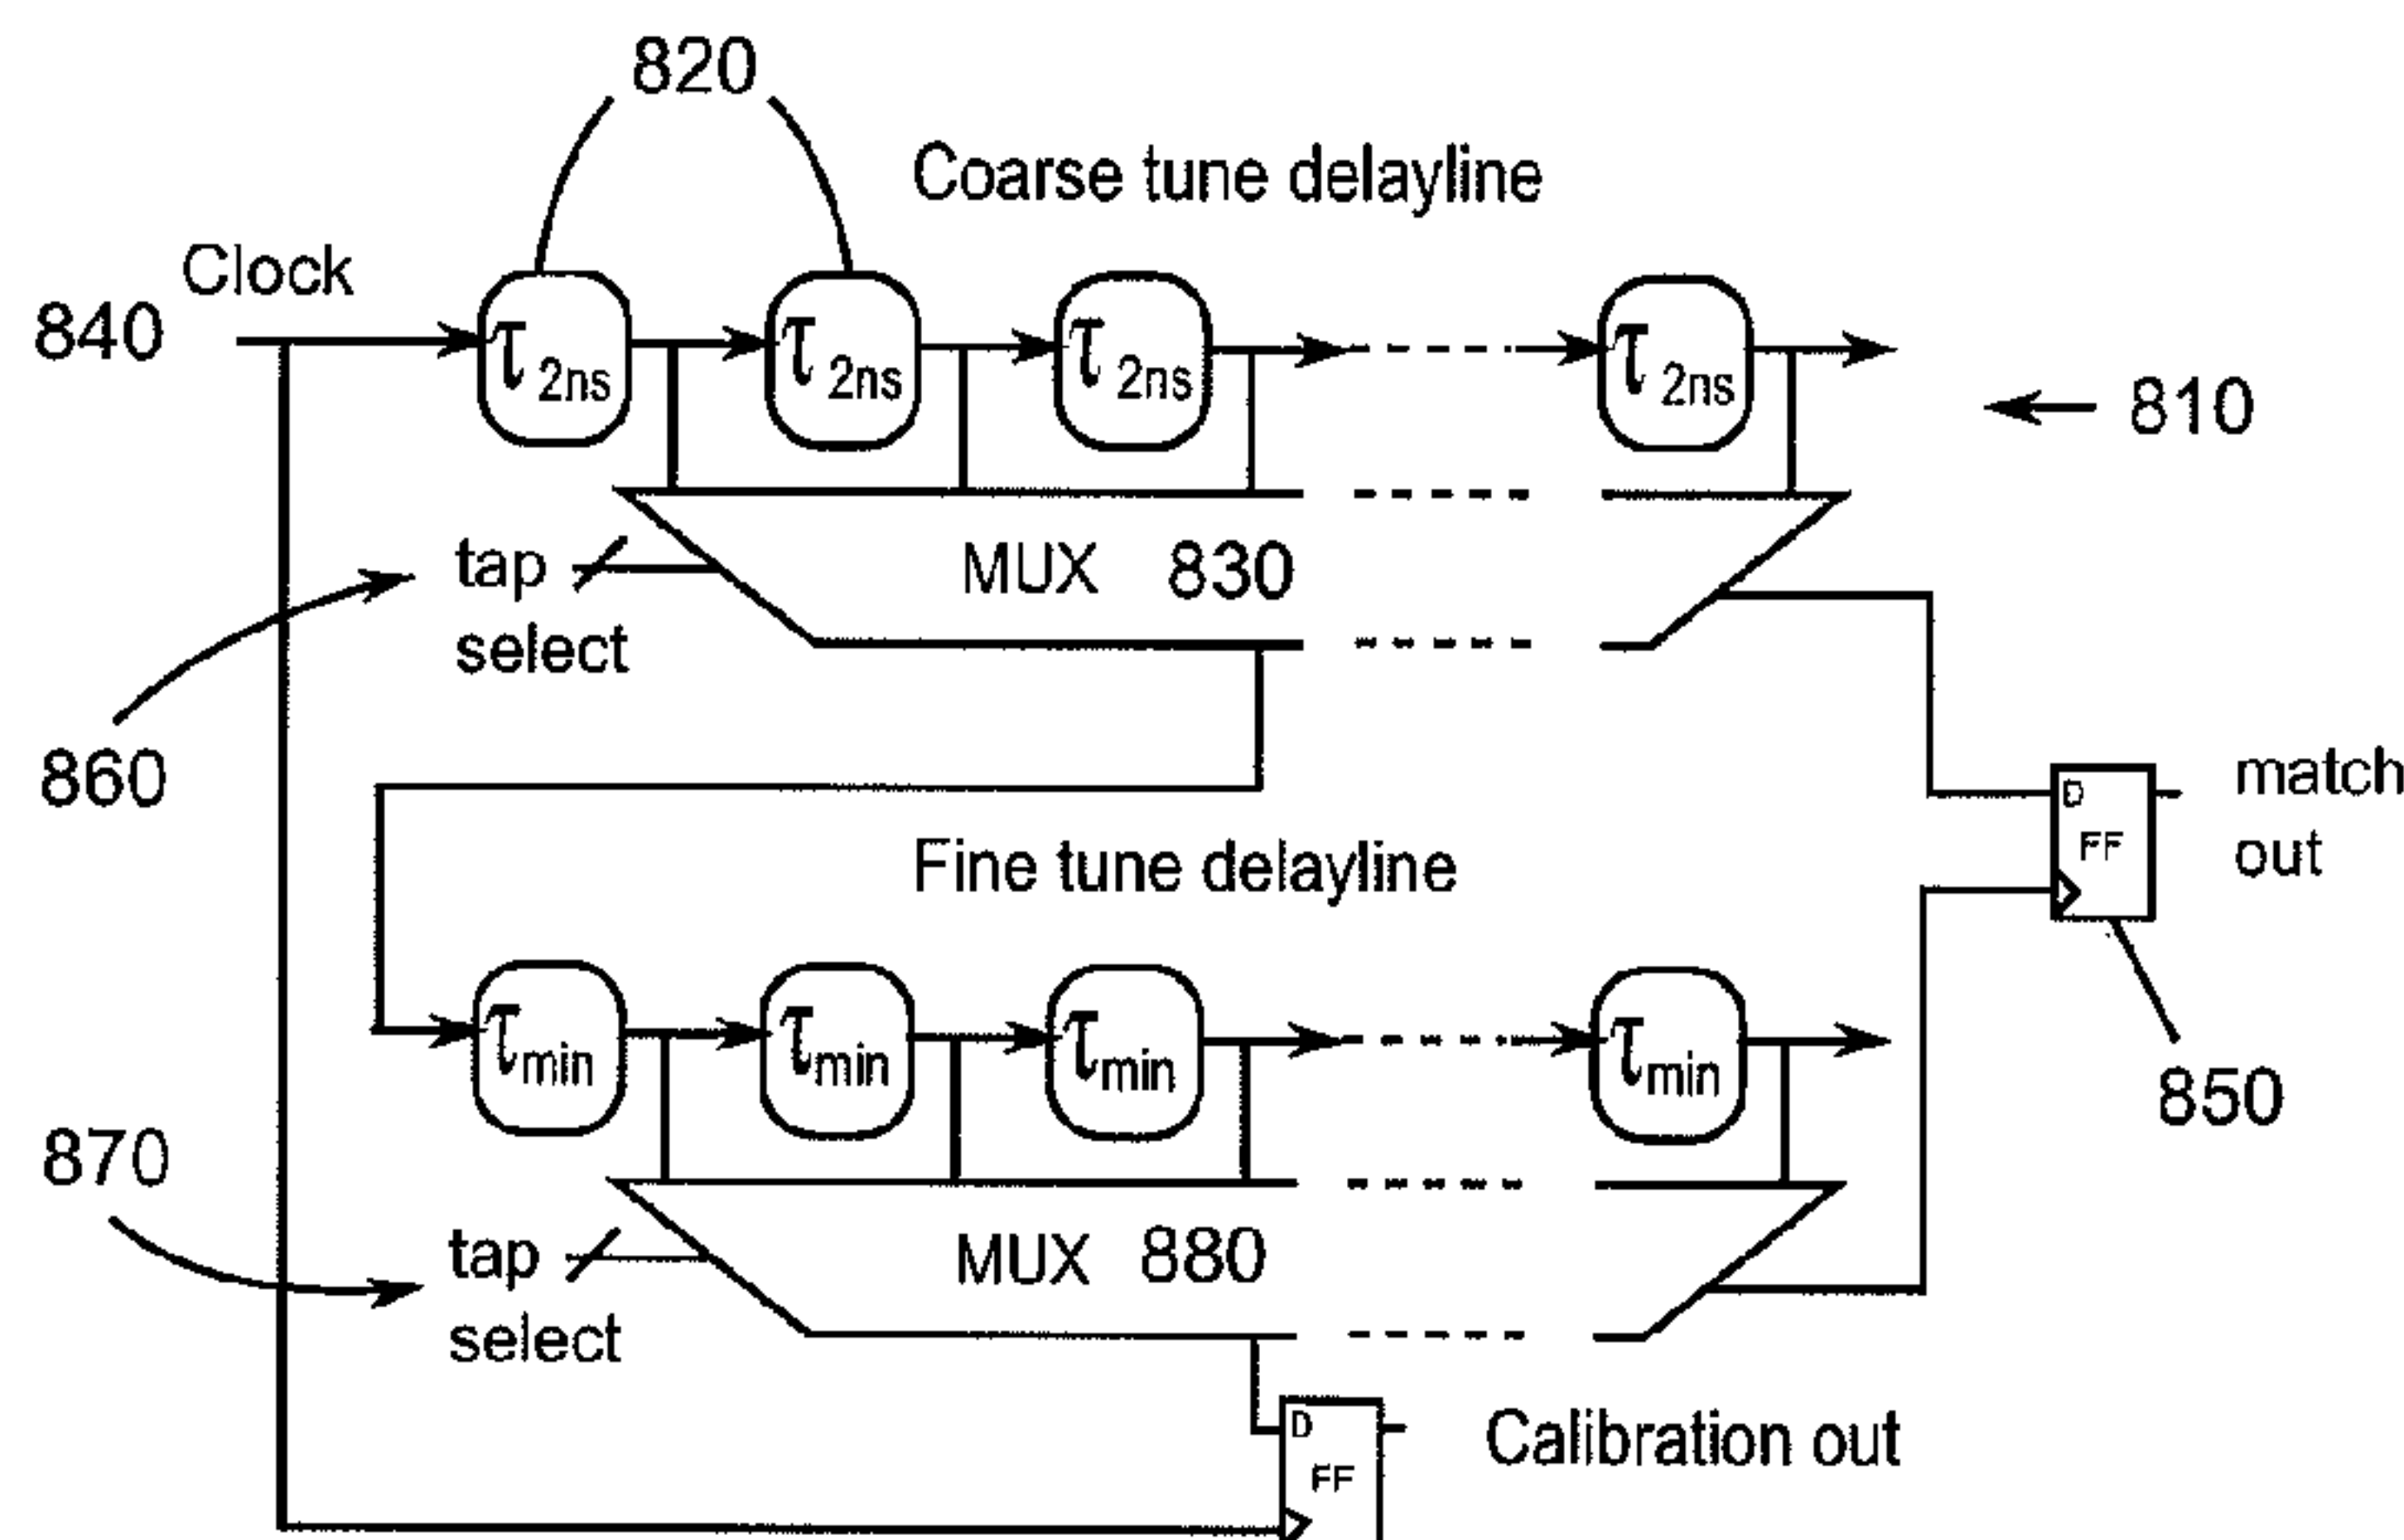 820
Coarse tune delayline
Clock
840
τ2ns
τ2ns
τ2ns
τ2ns
810
tap
select
MUX 830
860
match
out
D
FF
Fine tune delayline
τmin
τmin
τmin
τmin
850
870
tap
select
MUX 880
D
FF
Calibration out